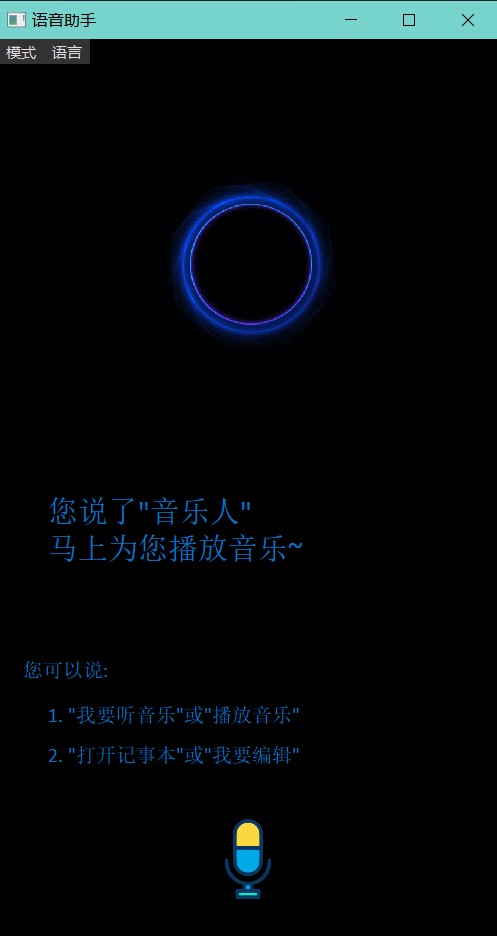 语音助手
模式 语言
您说了"音乐人"
马上为您播放音乐~
您可以说:
1. "我要听音乐"或"播放音乐"
2. "打开记事本"或"我要编辑"